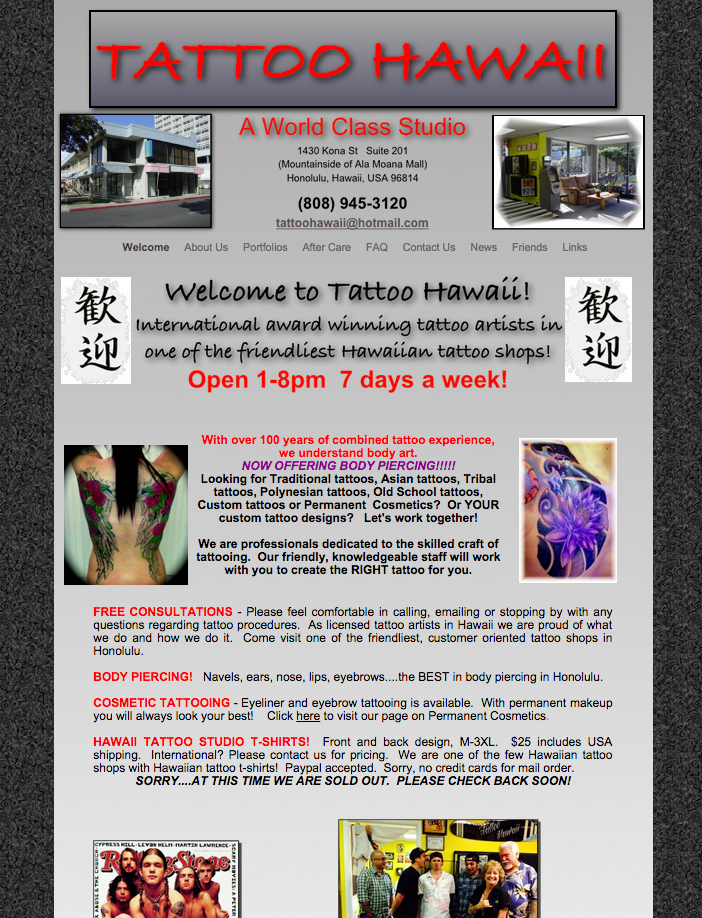 TATTOO HAWAII
A World Class Studio
1430 Kona St Suite 201
(Mountainside of Ala Moana Mall)
Honolulu, Hawaii, USA 96814
(808) 945-3120
tattoohawaii@hotmail.com
Welcome About Us Portfolios After Care FAQ Contact Us News Friends Links
歓迎
Welcome to Tattoo Hawaii!
International award winning tattoo artists in
one of the friendliest Hawaiian tattoo shops!
Open 1-8pm 7 days a week!
歓迎
With over 100 years of combined tattoo experience,
we understand body art.
NOW OFFERING BODY PIERCING!!!!!
Looking for Traditional tattoos, Asian tattoos, Tribal
tattoos, Polynesian tattoos, Old School tattoos,
Custom tattoos or Permanent Cosmetics? Or YOUR
custom tattoo designs? Let's work together!
We are professionals dedicated to the skilled craft of
tattooing. Our friendly, knowledgeable staff will work
with you to create the RIGHT tattoo for you.
FREE CONSULTATIONS - Please feel comfortable in calling, emailing or stopping by with any
questions regarding tattoo procedures. As licensed tattoo artists in Hawaii we are proud of what
we do and how we do it. Come visit one of the friendliest, customer oriented tattoo shops in
Honolulu.
BODY PIERCING! Navels, ears, nose, lips, eyebrows....the BEST in body piercing in Honolulu.
COSMETIC TATTOOING - Eyeliner and eyebrow tattooing is available. With permanent makeup
you will always look your best! Click here to visit our page on Permanent Cosmetics.
HAWAII TATTOO STUDIO T-SHIRTS! Front and back design, M-3XL. $25 includes USA
shipping. International? Please contact us for pricing. We are one of the few Hawaiian tattoo
shops with Hawaiian tattoo t-shirts! Paypal accepted. Sorry, no credit cards for mail order.
SORRY....AT THIS TIME WE ARE SOLD OUT. PLEASE CHECK BACK SOON!
CYPRESS HILL · LEVON HELM · MARTIN LAWRENCE ·
RollingStone
Tattoo Hawaii